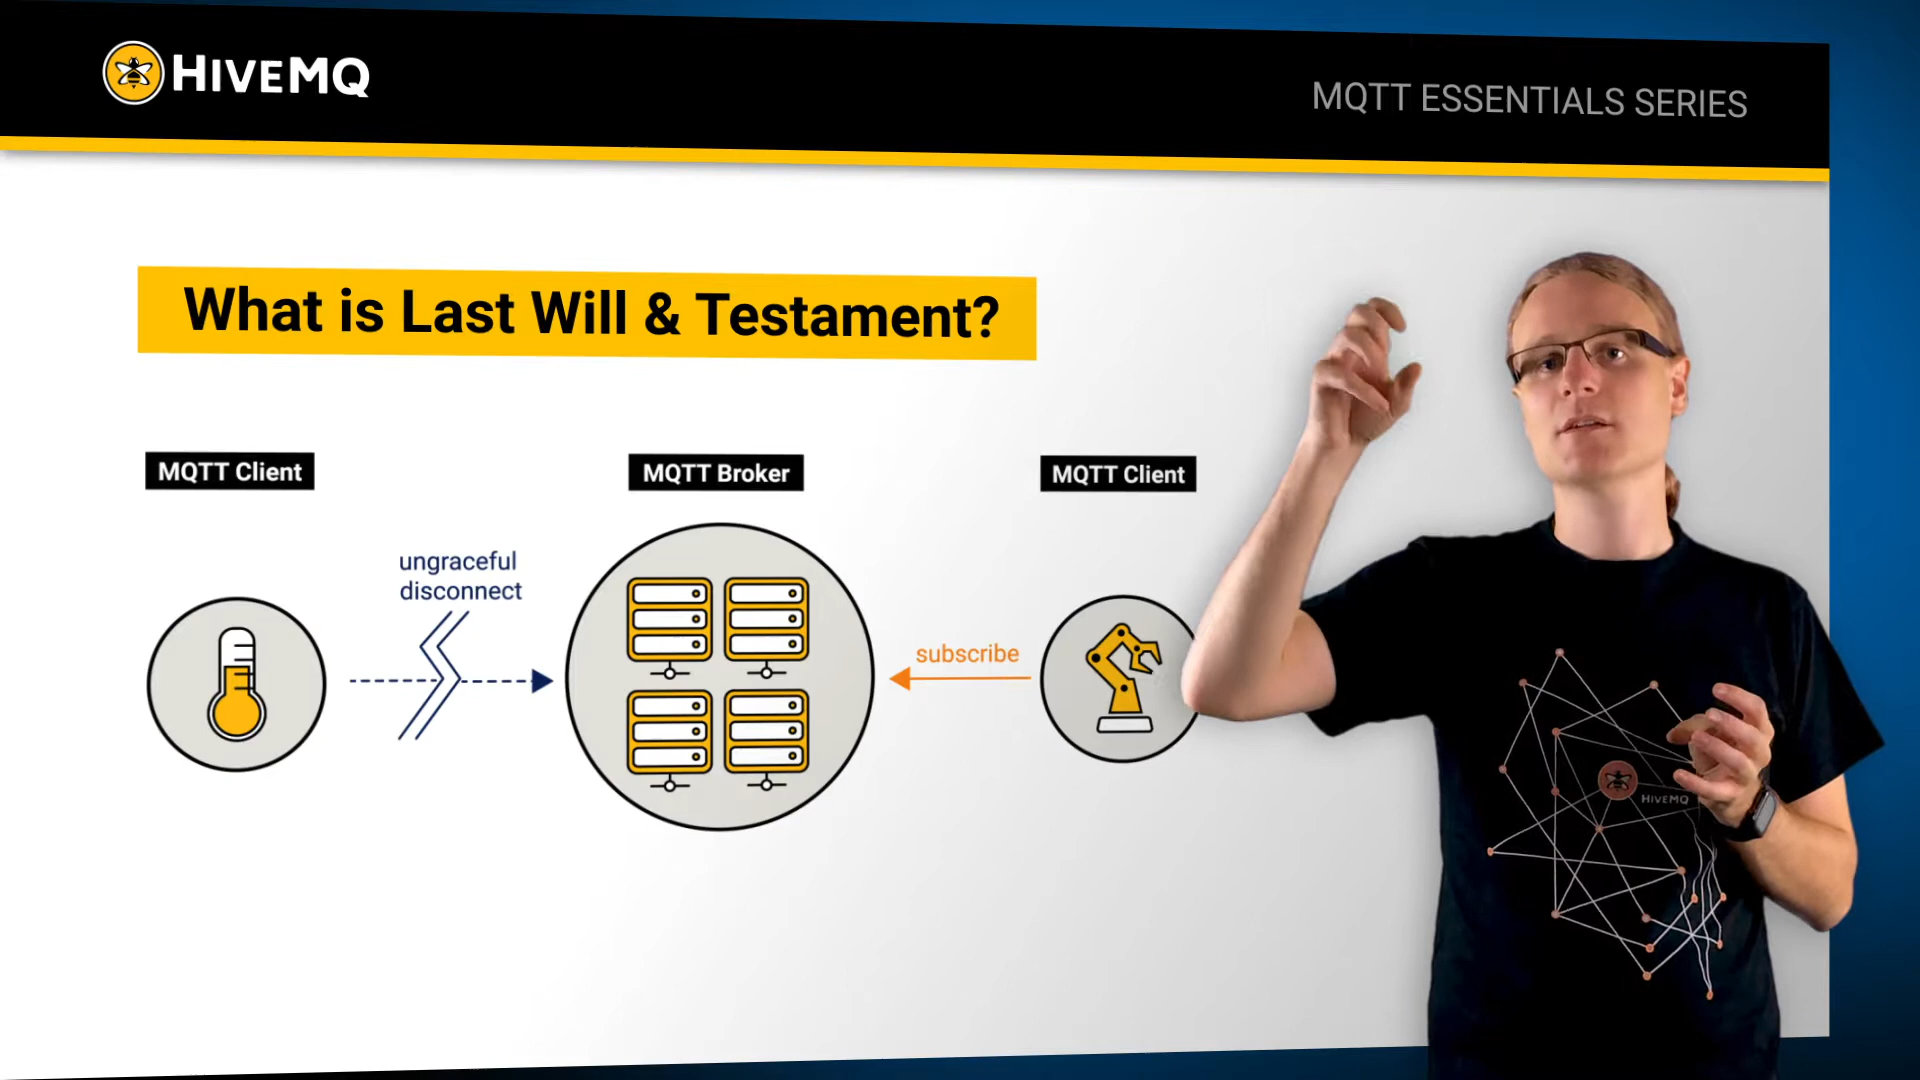 HIVEMQ
MQTT ESSENTIALS SERIES
What is Last Will & Testament?
MQTT Client
MQTT Broker
MQTT Client
ungraceful
disconnect
subscribe
HIVEMQ